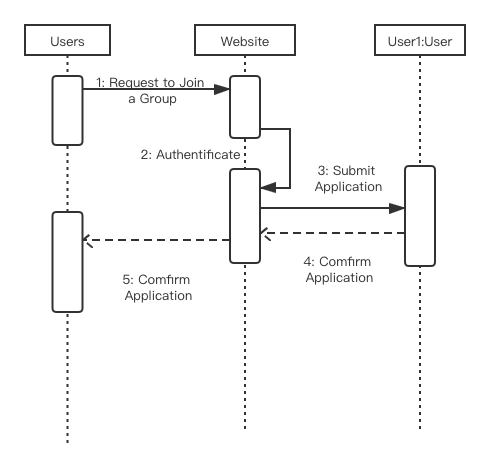 Users
Website
User1:User
1: Request to Join
a Group
2: Authentificate
3: Submit
Application
4: Comfirm
Application
5: Comfirm
Application